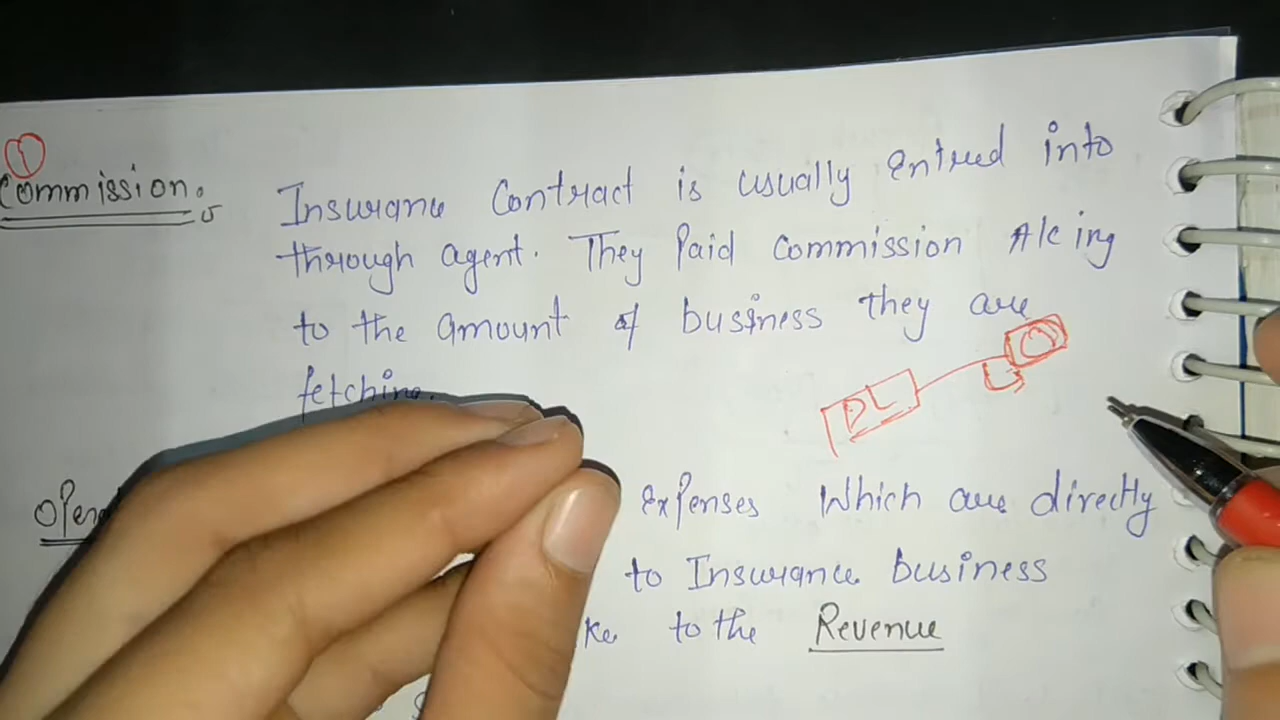 ①
Commission.
Insurance Contract is usually entred into
through agent. They Paid Commission A/c ing
to the amount of business they are
fetching.
PL
Expenses Which are directly
to Insurance business
to the Revenue